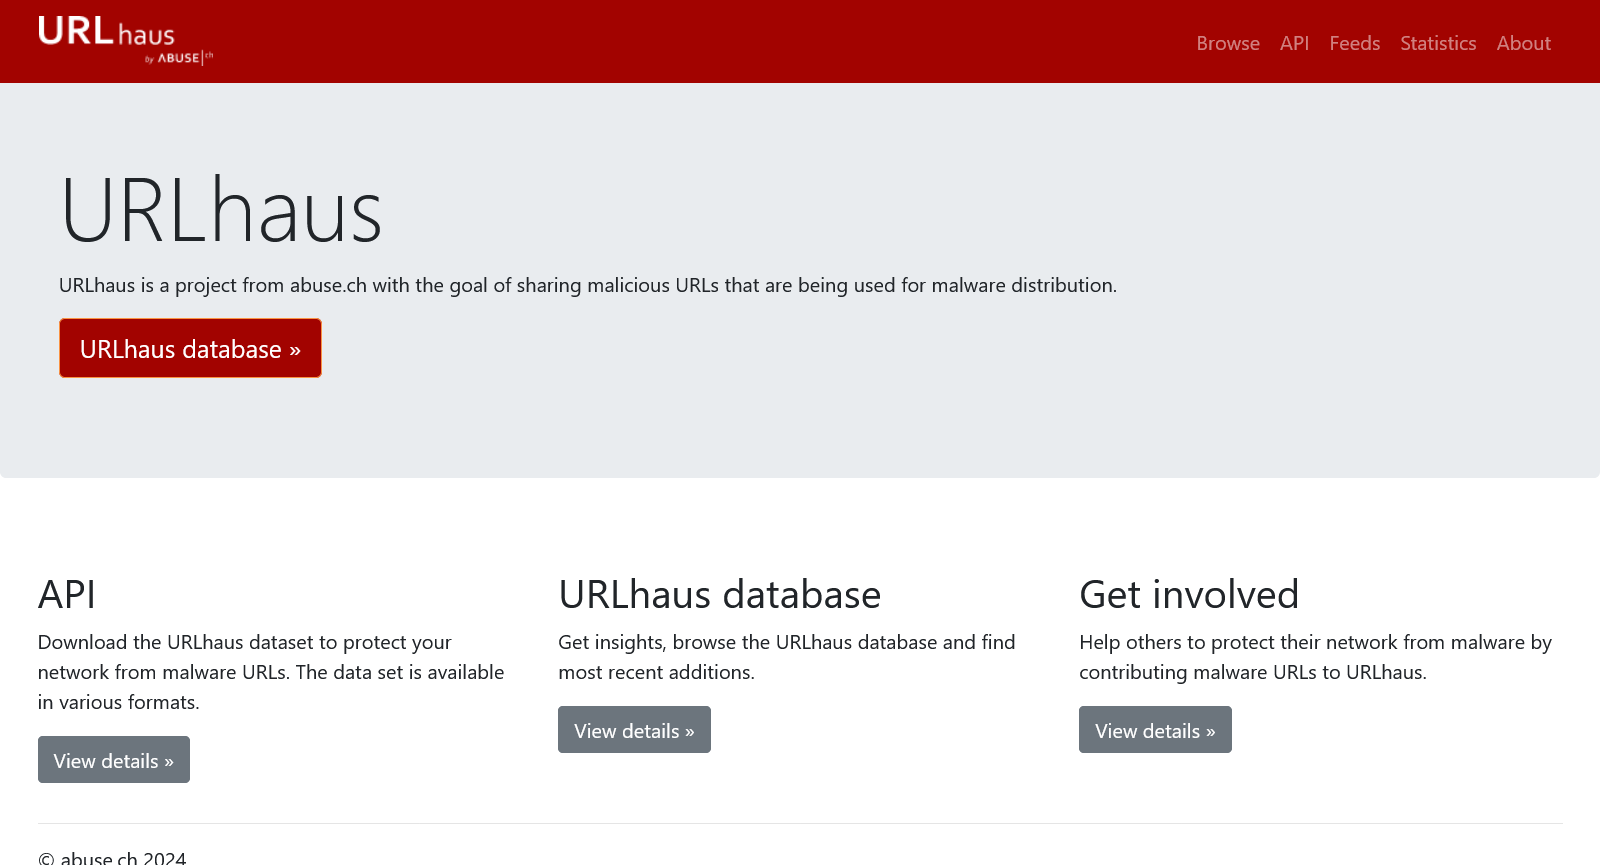 URLhaus
by ABUSE|ch
Browse API Feeds Statistics About
URLhaus
URLhaus is a project from abuse.ch with the goal of sharing malicious URLs that are being used for malware distribution.
URLhaus database »
API
Download the URLhaus dataset to protect your
network from malware URLs. The data set is available
in various formats.
View details »
URLhaus database
Get insights, browse the URLhaus database and find
most recent additions.
View details »
Get involved
Help others to protect their network from malware by
contributing malware URLs to URLhaus.
View details »
© abuse.ch 2024